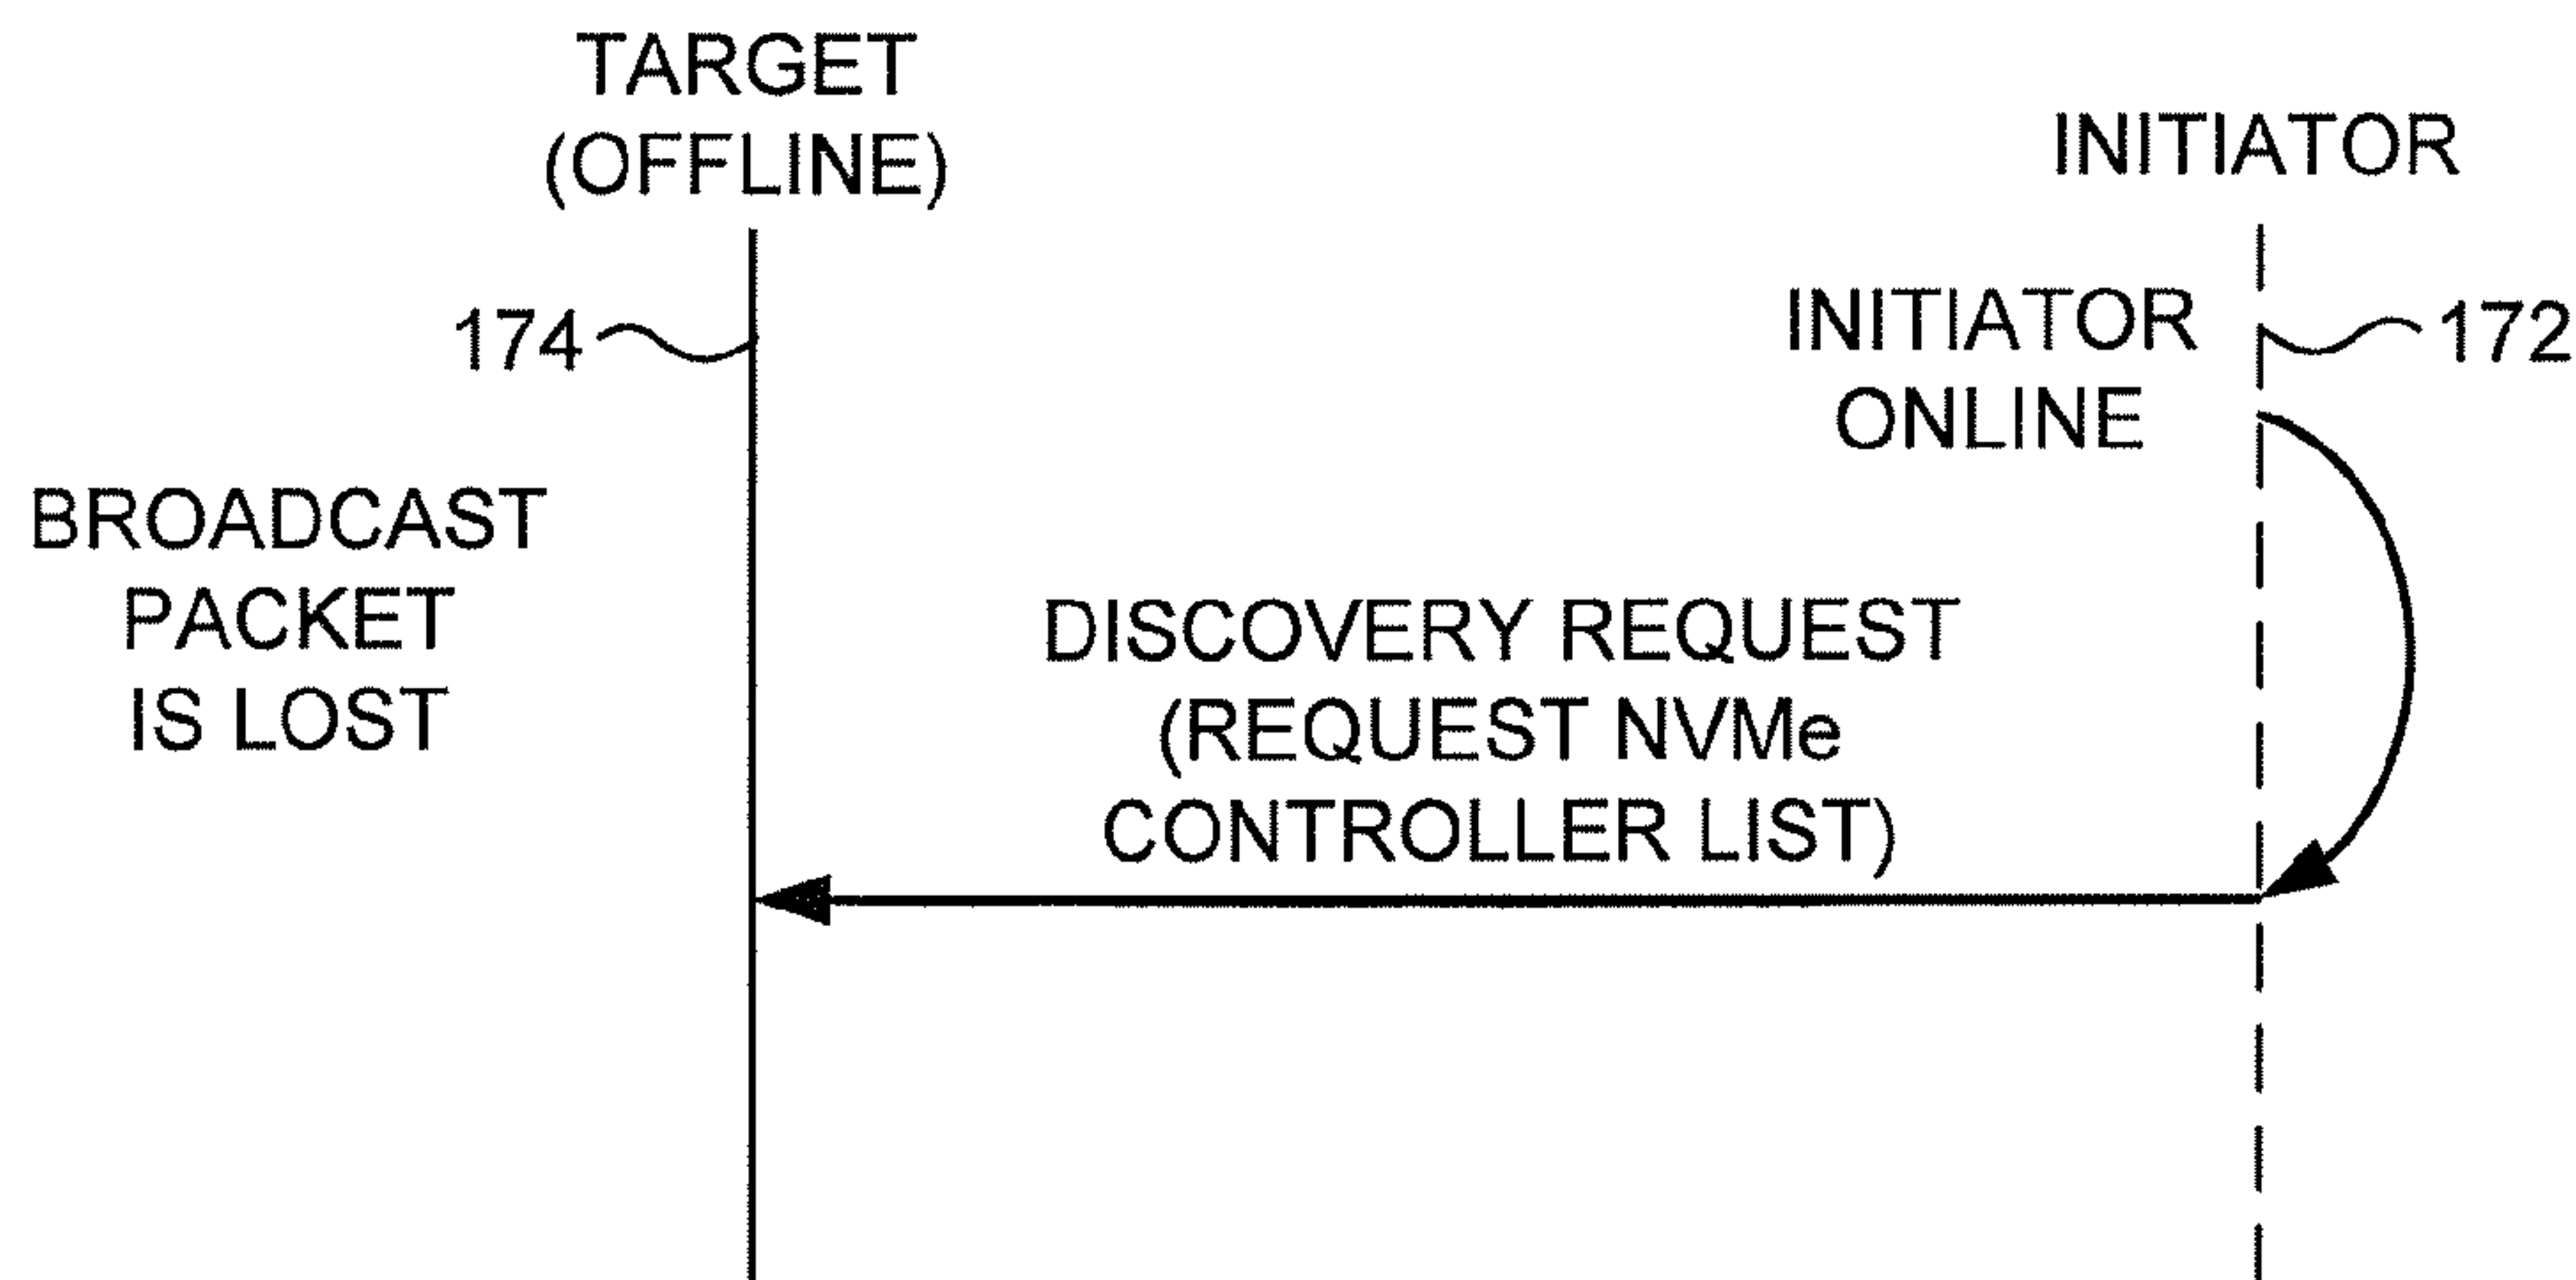 TARGET
(OFFLINE)
INITIATOR
174
INITIATOR
ONLINE
172
BROADCAST
PACKET
IS LOST
DISCOVERY REQUEST
(REQUEST NVMe
CONTROLLER LIST)